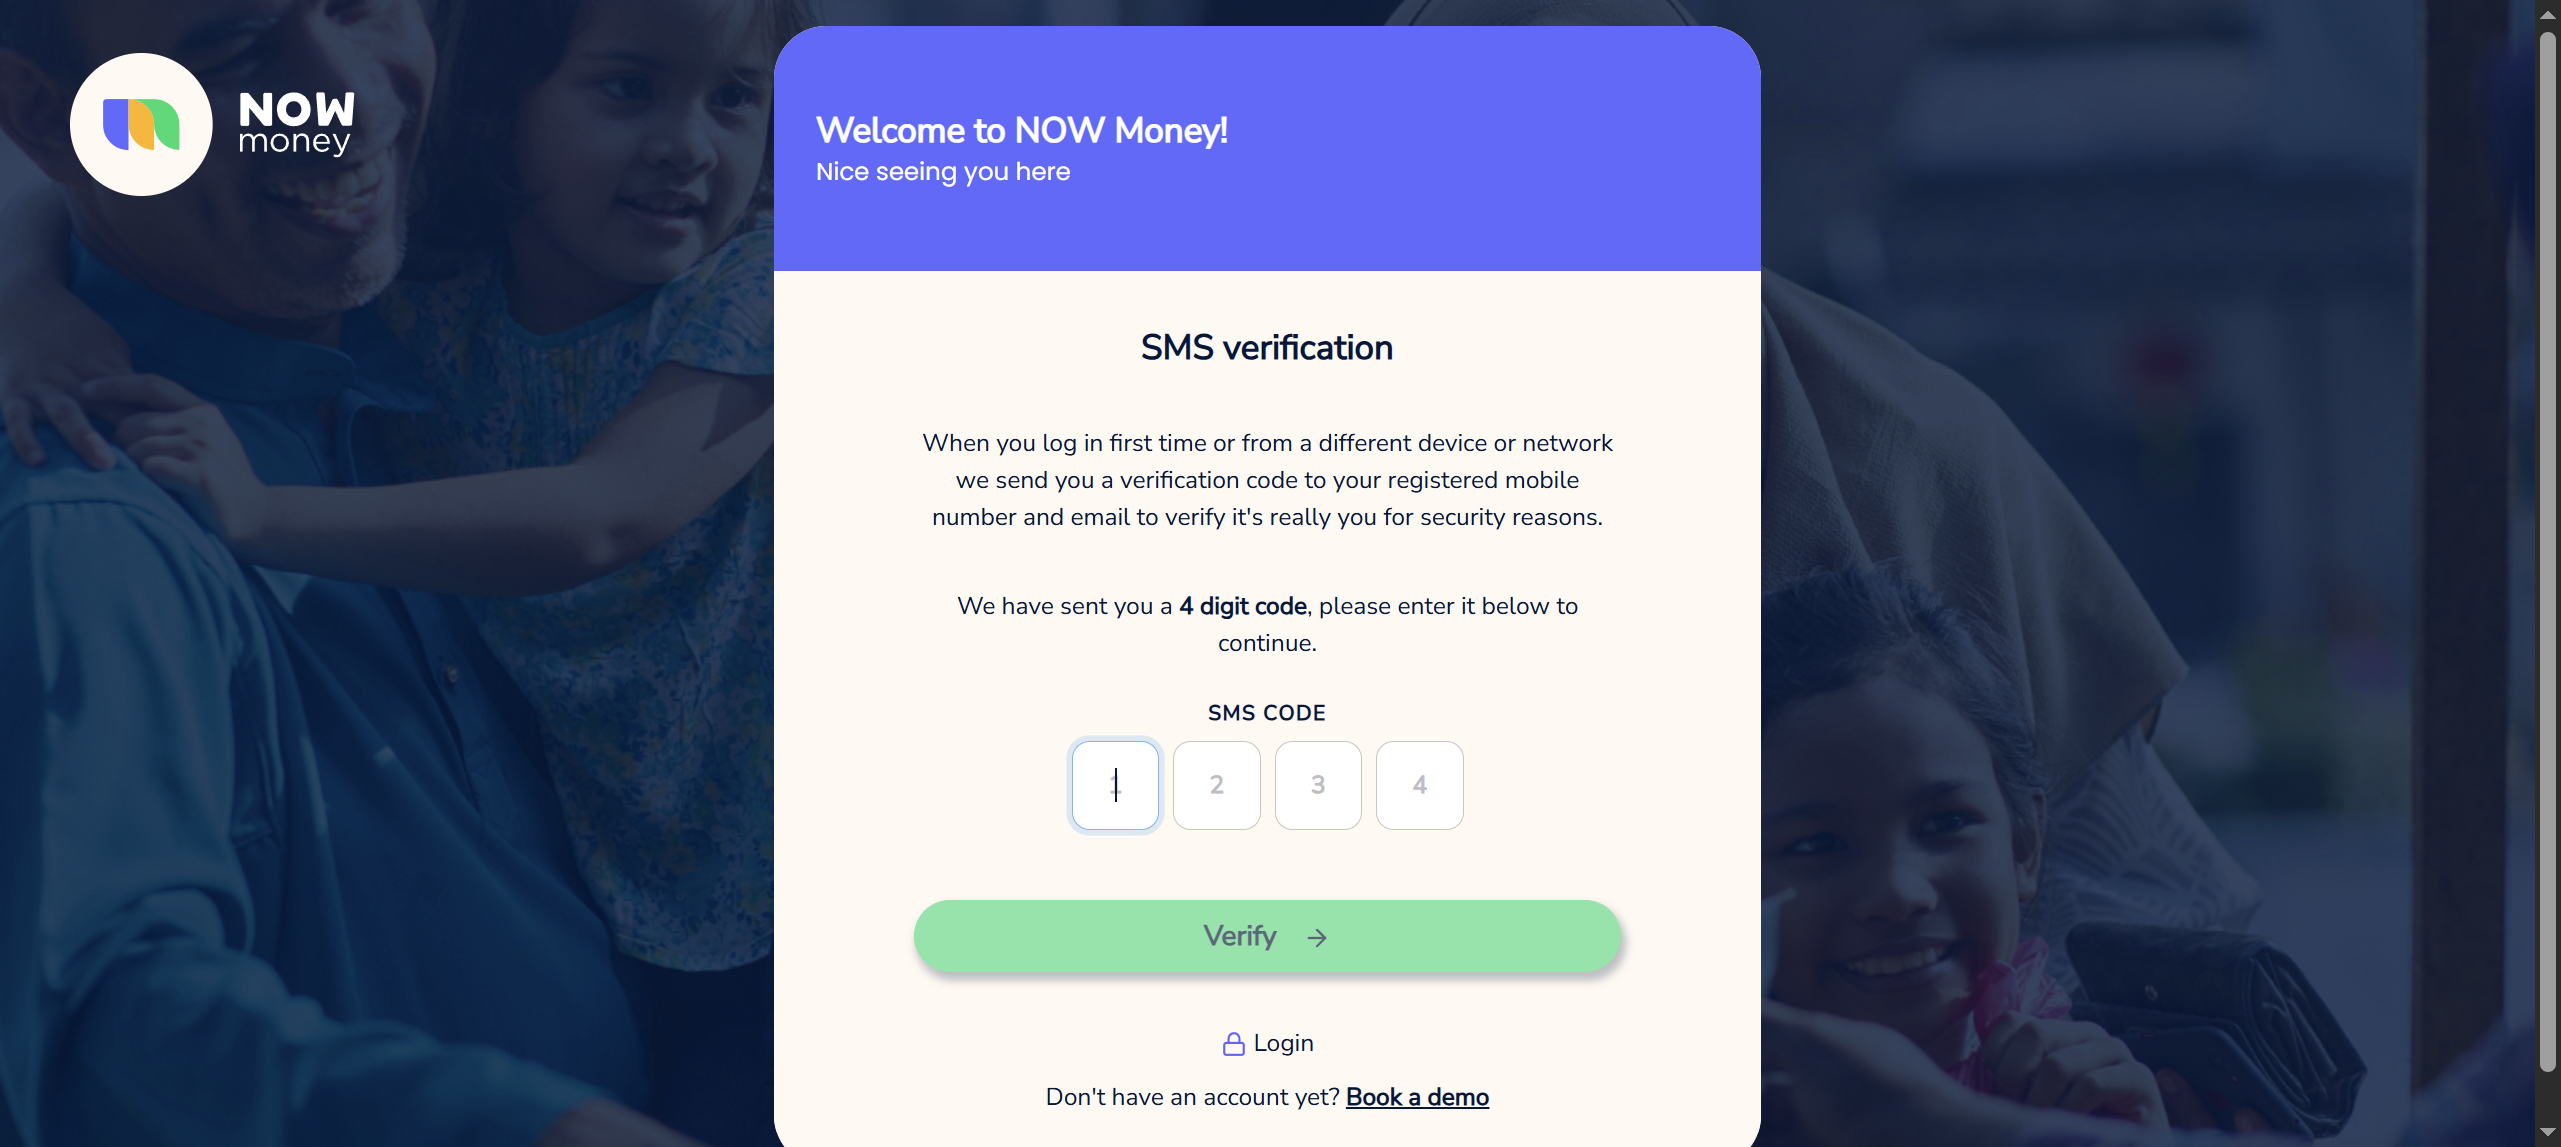 NOW
money
Welcome to NOW Money!
Nice seeing you here
SMS verification
When you log in first time or from a different device or network
we send you a verification code to your registered mobile
number and email to verify it's really you for security reasons.
We have sent you a 4 digit code, please enter it below to
continue.
SMS CODE
1 2 3 4
Verify →
Login
Don't have an account yet? Book a demo